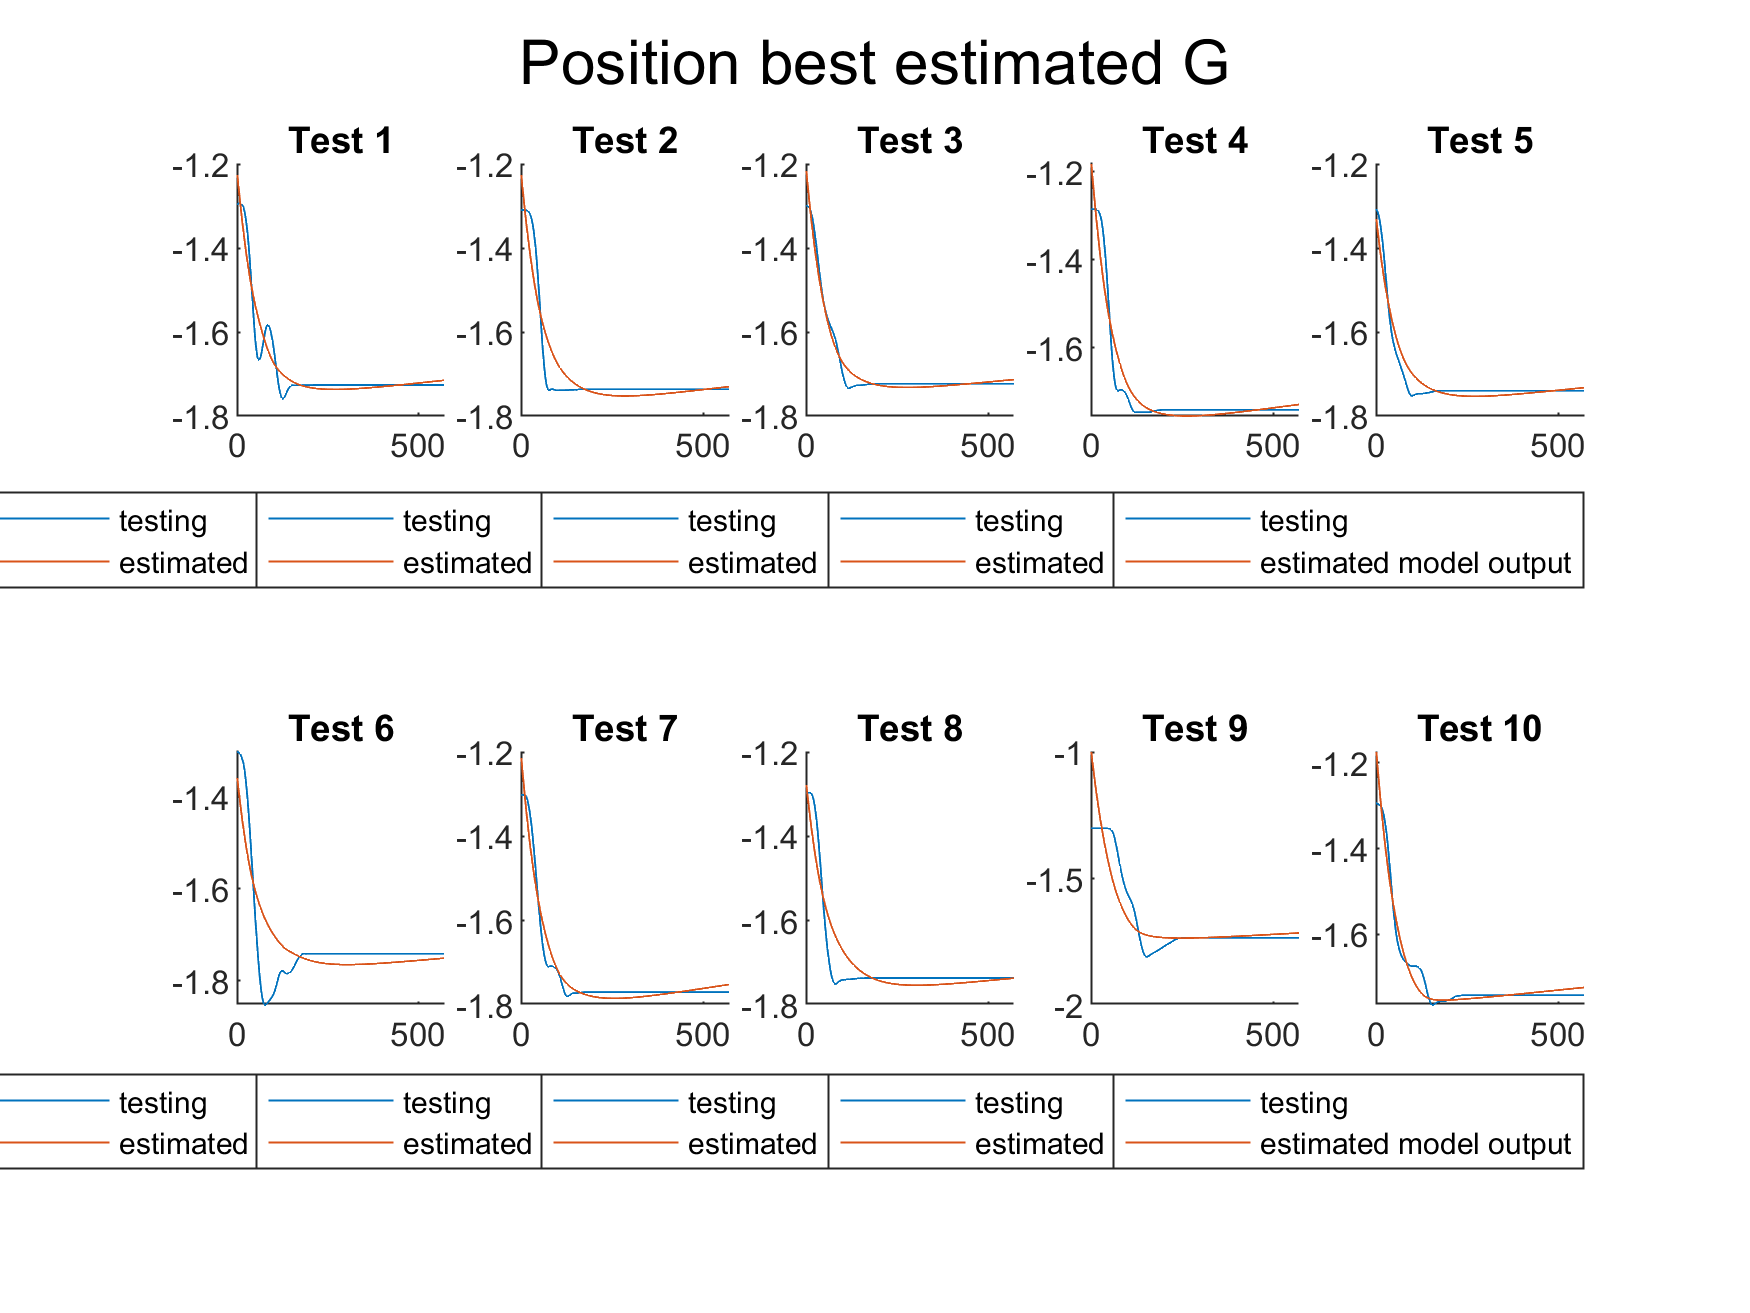 Position best estimated G
Test 1 Test 2 Test 3 Test 4 Test 5
-1.2 -1.2 -1.2 -1.2 -1.2
-1.4 -1.4 -1.4 -1.4 -1.4
-1.6 -1.6 -1.6 -1.6 -1.6
-1.8 -1.8 -1.8 -1.8
0 500 0 500 0 500 0 500 0 500
testing testing testing testing testing
estimated estimated estimated estimated estimated model output
Test 6 Test 7 Test 8 Test 9 Test 10
-1.2 -1.2 -1 -1.2
-1.4 -1.4 -1.4 -1.4
-1.6 -1.6 -1.6 -1.5 -1.6
-1.8 -1.8 -1.8 -2
0 500 0 500 0 500 0 500 0 500
testing testing testing testing testing
estimated estimated estimated estimated estimated model output